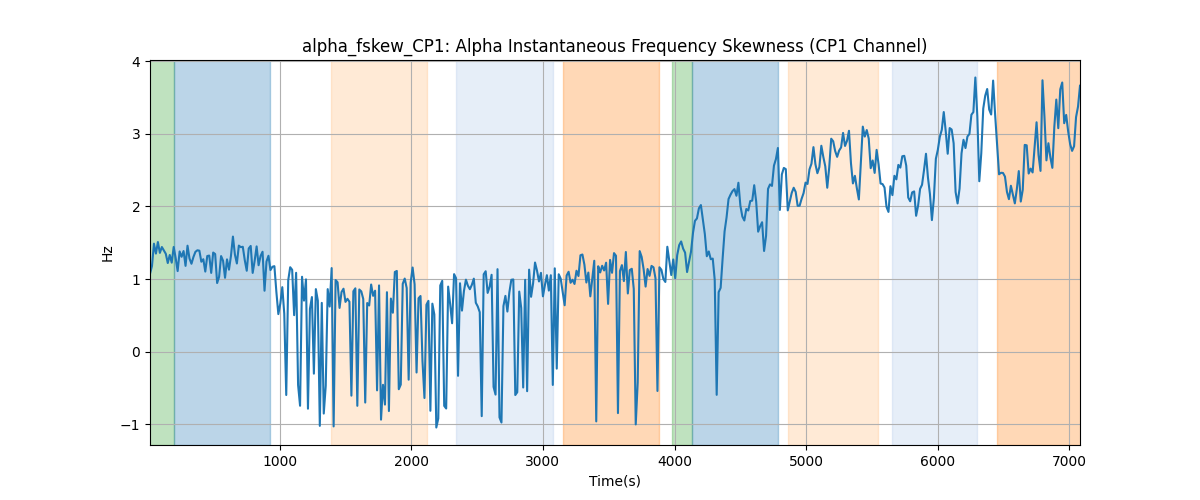 alpha_fskew_CP1: Alpha Instantaneous Frequency Skewness (CP1 Channel)
4
3
2
1
0
−1
Hz
1000 2000 3000 4000 5000 6000 7000
Time(s)